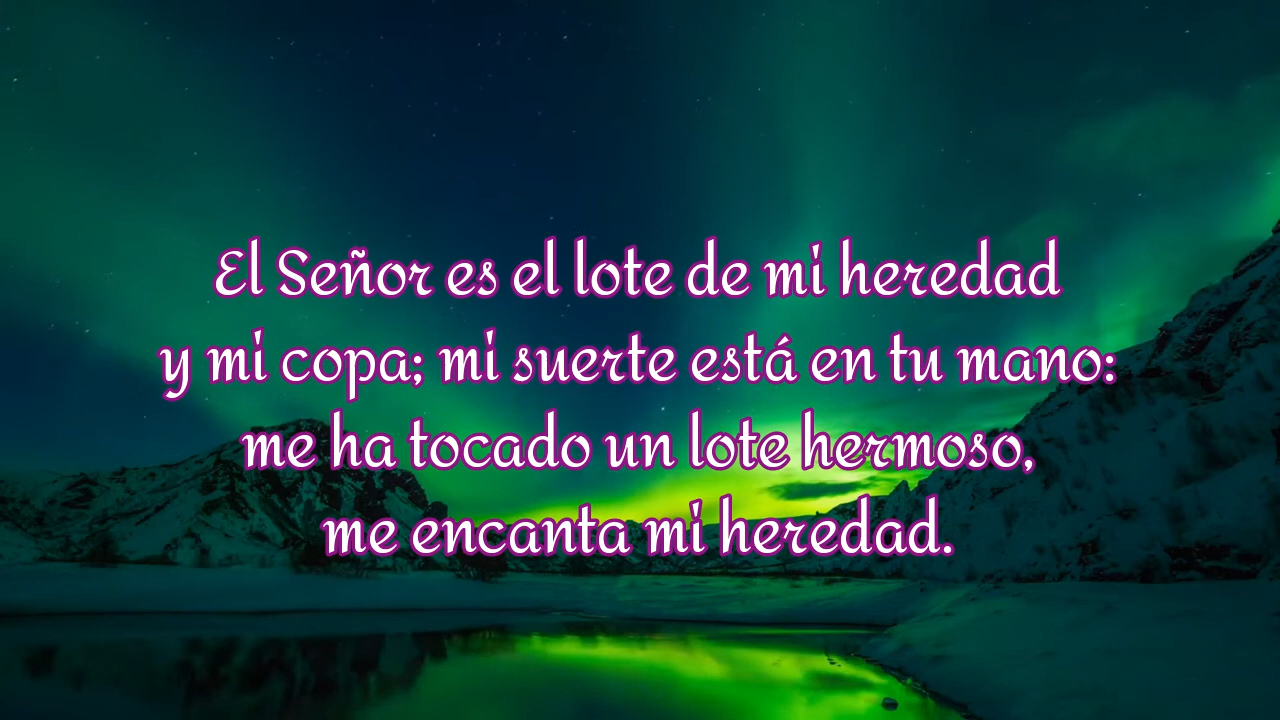 El Señor es el lote de mi heredad
y mi copa; mi suerte está en tu mano:
me ha tocado un lote hermoso,
me encanta mi heredad.